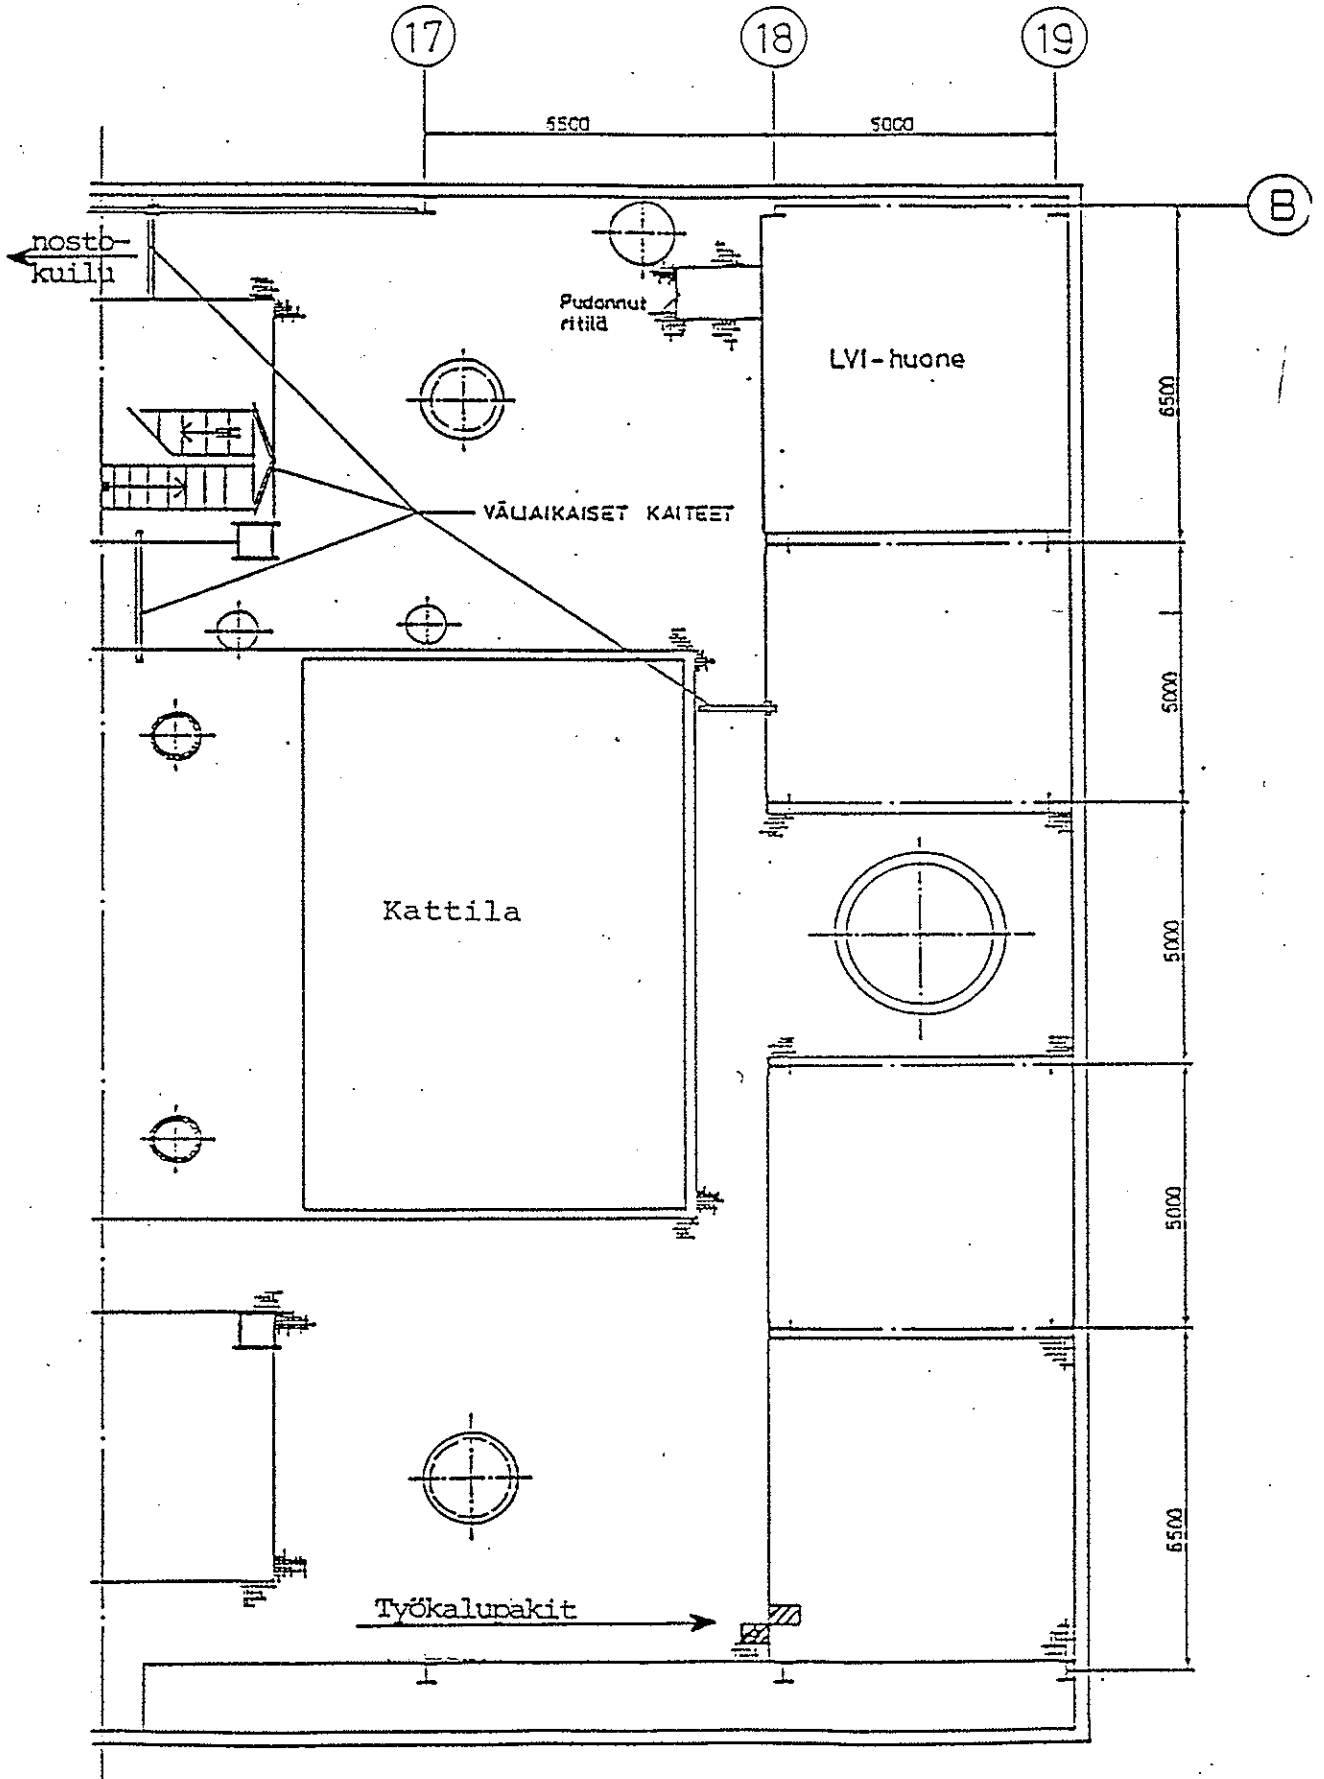 17
18
19
6500
5000
B
nosto-
kuilu
Pudonnut
ritilä
LVI-huone
6500
VÄLIAIKAISET KAITEET
5000
Kattila
5000
5000
6500
Työkalupakit